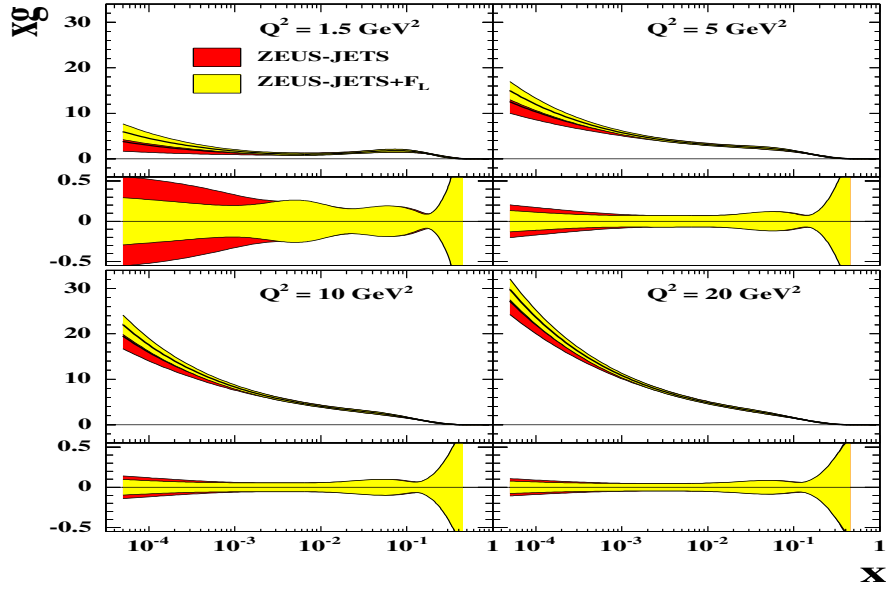 xg
Q² = 1.5 GeV²
Q² = 5 GeV²
ZEUS-JETS
ZEUS-JETS+F_L
30
20
10
0
0.5
0
-0.5
Q² = 10 GeV²
Q² = 20 GeV²
30
20
10
0
0.5
0
-0.5
10⁻⁴ 10⁻³ 10⁻² 10⁻¹ 1 10⁻⁴ 10⁻³ 10⁻² 10⁻¹ 1
x